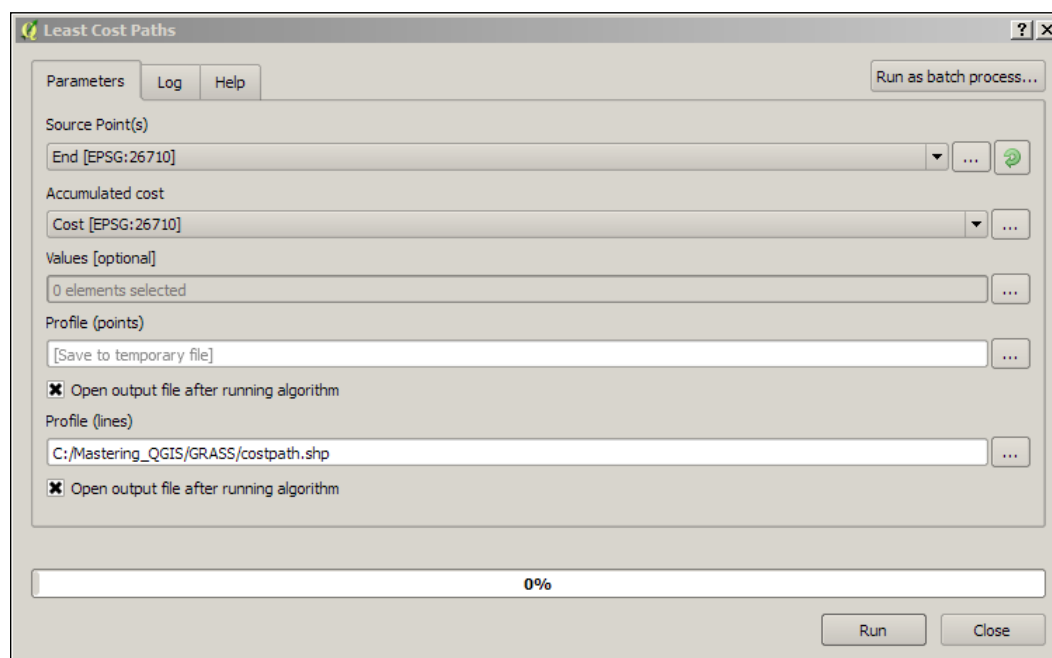 Least Cost Paths
Parameters Log Help Run as batch process...
Source Point(s)
End [EPSG:26710] ...
Accumulated cost
Cost [EPSG:26710] ...
Values [optional]
0 elements selected ...
Profile (points)
[Save to temporary file] ...
Open output file after running algorithm
Profile (lines)
C:/Mastering_QGIS/GRASS/costpath.shp ...
Open output file after running algorithm
0%
Run Close